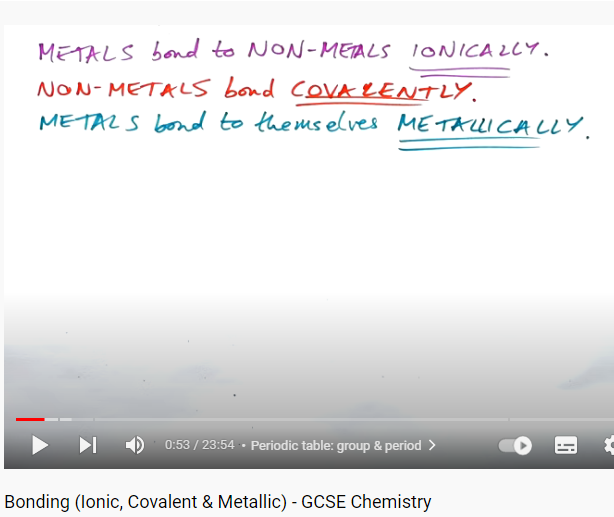 METALS bond to NON-METALS IONICALLY.
NON-METALS bond COVALENTLY.
METALS bond to themselves METALLICALLY.
0:53 / 23:54 • Periodic table: group & period >
Bonding (Ionic, Covalent & Metallic) - GCSE Chemistry